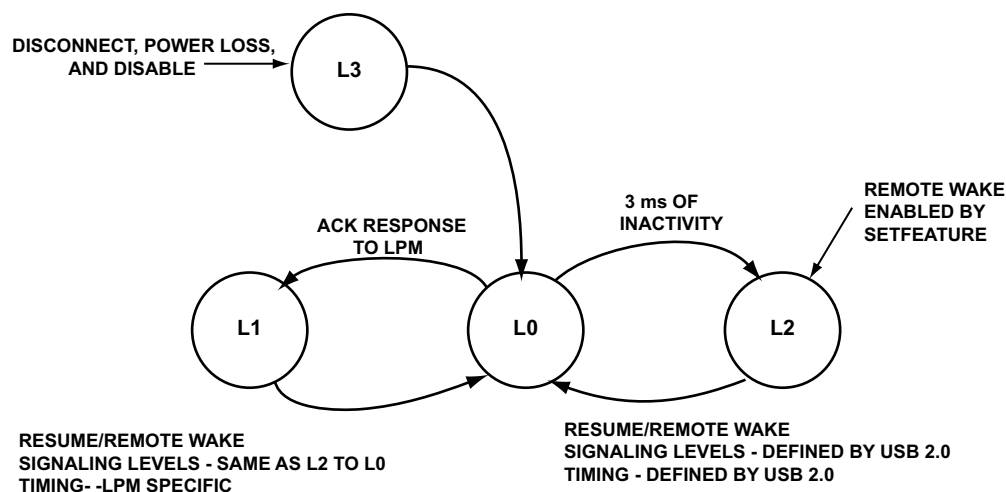 DISCONNECT, POWER LOSS,
AND DISABLE
L3
3 ms OF
INACTIVITY
REMOTE WAKE
ENABLED BY
SETFEATURE
ACK RESPONSE
TO LPM
L1
L0
L2
RESUME/REMOTE WAKE
SIGNALING LEVELS - SAME AS L2 TO L0
TIMING- -LPM SPECIFIC
RESUME/REMOTE WAKE
SIGNALING LEVELS - DEFINED BY USB 2.0
TIMING - DEFINED BY USB 2.0